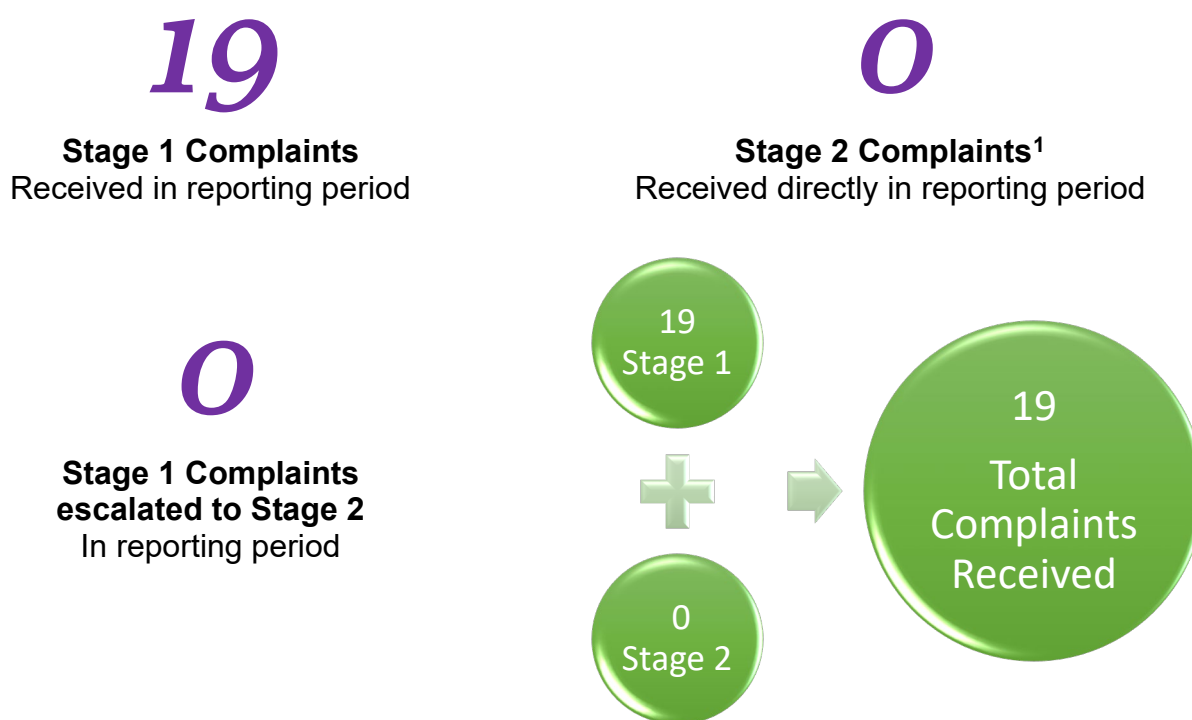 19
Stage 1 Complaints
Received in reporting period
0
Stage 2 Complaints¹
Received directly in reporting period
0
Stage 1 Complaints
escalated to Stage 2
In reporting period
19
Stage 1
0
Stage 2
19
Total
Complaints
Received